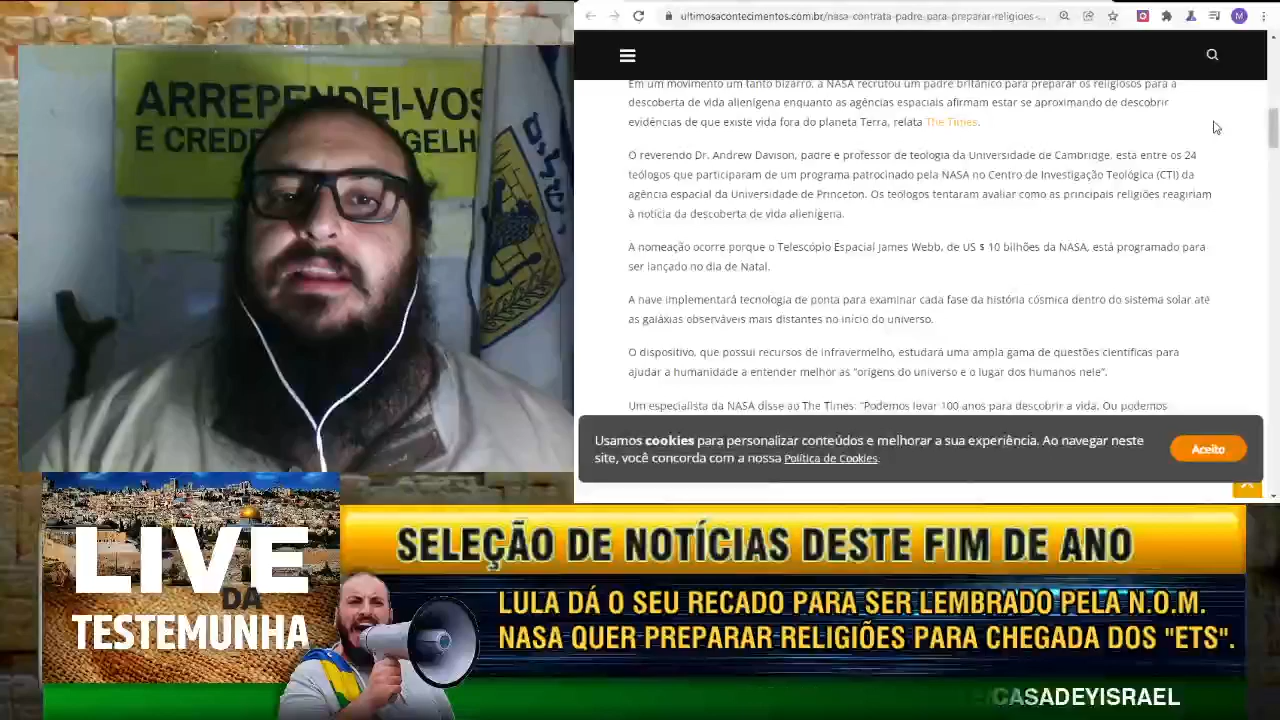 ultimosacontecimentos.com.br/nasa-contrata-padre-para-preparar-religioes-...
M
ARREPENDEI-VOS
E CREDE EVANGELH
Em um movimento um tanto bizarro, a NASA recrutou um padre britânico para preparar os religiosos para a
descoberta de vida alienígena enquanto as agências espaciais afirmam estar se aproximando de descobrir
evidências de que existe vida fora do planeta Terra, relata The Times.
O reverendo Dr. Andrew Davison, padre e professor de teologia da Universidade de Cambridge, está entre os 24
teólogos que participaram de um programa patrocinado pela NASA no Centro de Investigação Teológica (CTI) da
agência espacial da Universidade de Princeton. Os teólogos tentaram avaliar como as principais religiões reagiriam
à notícia da descoberta de vida alienígena.
A nomeação ocorre porque o Telescópio Espacial James Webb, de US $ 10 bilhões da NASA, está programado para
ser lançado no dia de Natal.
A nave implementará tecnologia de ponta para examinar cada fase da história cósmica dentro do sistema solar até
as galáxias observáveis mais distantes no início do universo.
O dispositivo, que possui recursos de infravermelho, estudará uma ampla gama de questões científicas para
ajudar a humanidade a entender melhor as "origens do universo e o lugar dos humanos nele".
Um especialista da NASA disse ao The Times: "Podemos levar 100 anos para descobrir a vida. Ou podemos
Usamos cookies para personalizar conteúdos e melhorar a sua experiência. Ao navegar neste
site, você concorda com a nossa Política de Cookies.
Aceito
LIVE
DA
TESTEMUNHA
SELEÇÃO DE NOTÍCIAS DESTE FIM DE ANO
LULA DÁ O SEU RECADO PARA SER LEMBRADO PELA N.O.M.
NASA QUER PREPARAR RELIGIÕES PARA CHEGADA DOS "ETS".
CASADEYISRAEL